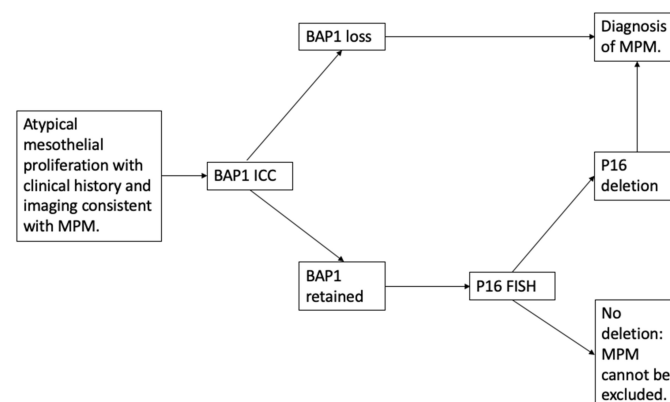 BAP1 loss
Diagnosis
of MPM.
Atypical
mesothelial
proliferation with
clinical history and
imaging consistent
with MPM.
BAP1 ICC
P16
deletion
BAP1
retained
P16 FISH
No
deletion:
MPM
cannot be
excluded.